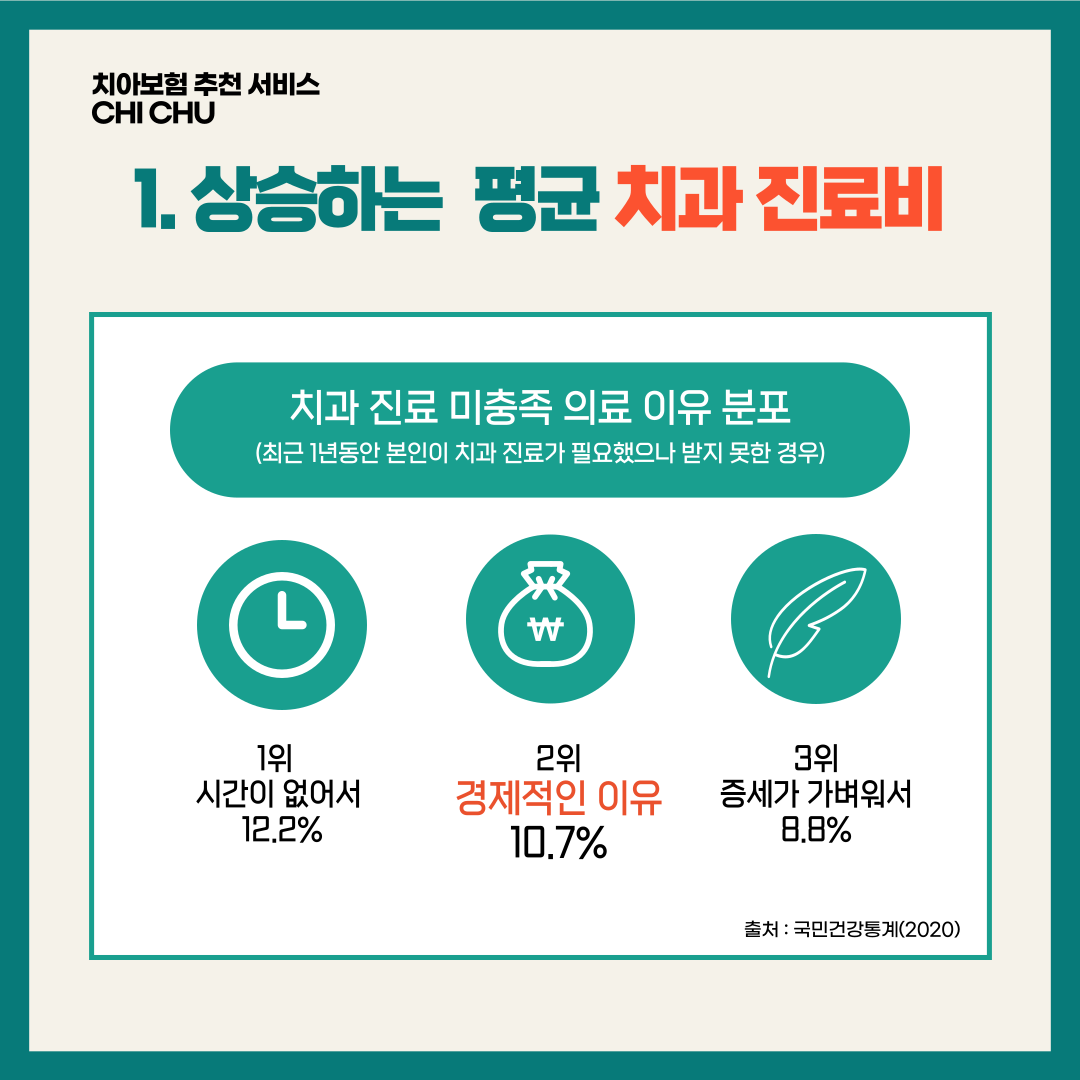 치아보험 추천 서비스
CHI CHU
1. 상승하는 평균 치과 진료비
치과 진료 미충족 의료 이유 분포
(최근 1년동안 본인이 치과 진료가 필요했으나 받지 못한 경우)
₩
1위
시간이 없어서
12.2%
2위
경제적인 이유
10.7%
3위
증세가 가벼워서
8.8%
출처 : 국민건강통계(2020)